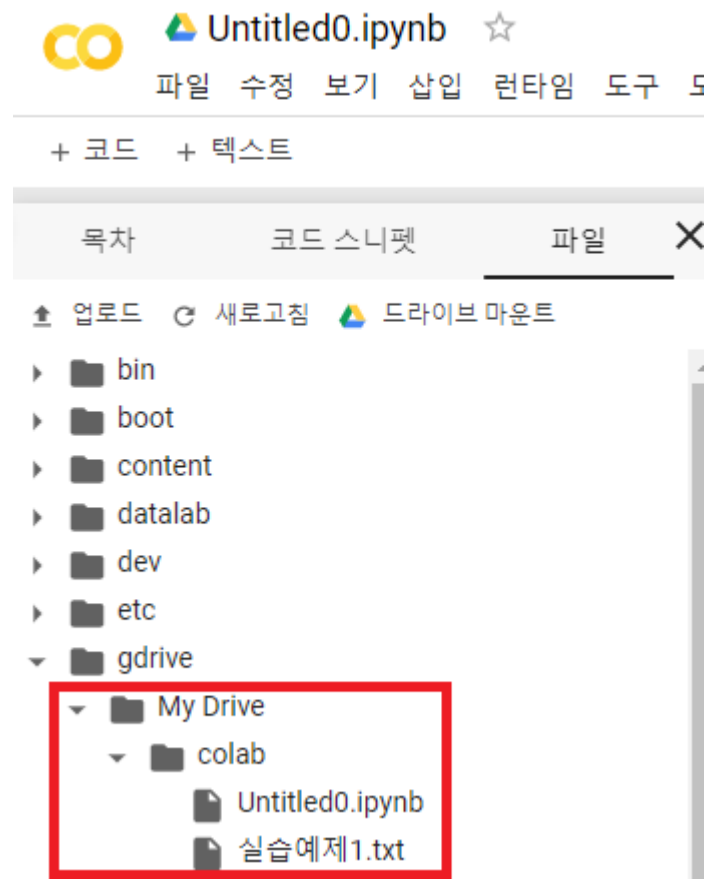 Untitled0.ipynb
파일 수정 보기 삽입 런타임 도구
+ 코드 + 텍스트
목차 코드 스니펫 파일
업로드 새로고침 드라이브 마운트
bin
boot
content
datalab
dev
etc
gdrive
My Drive
colab
Untitled0.ipynb
실습예제1.txt